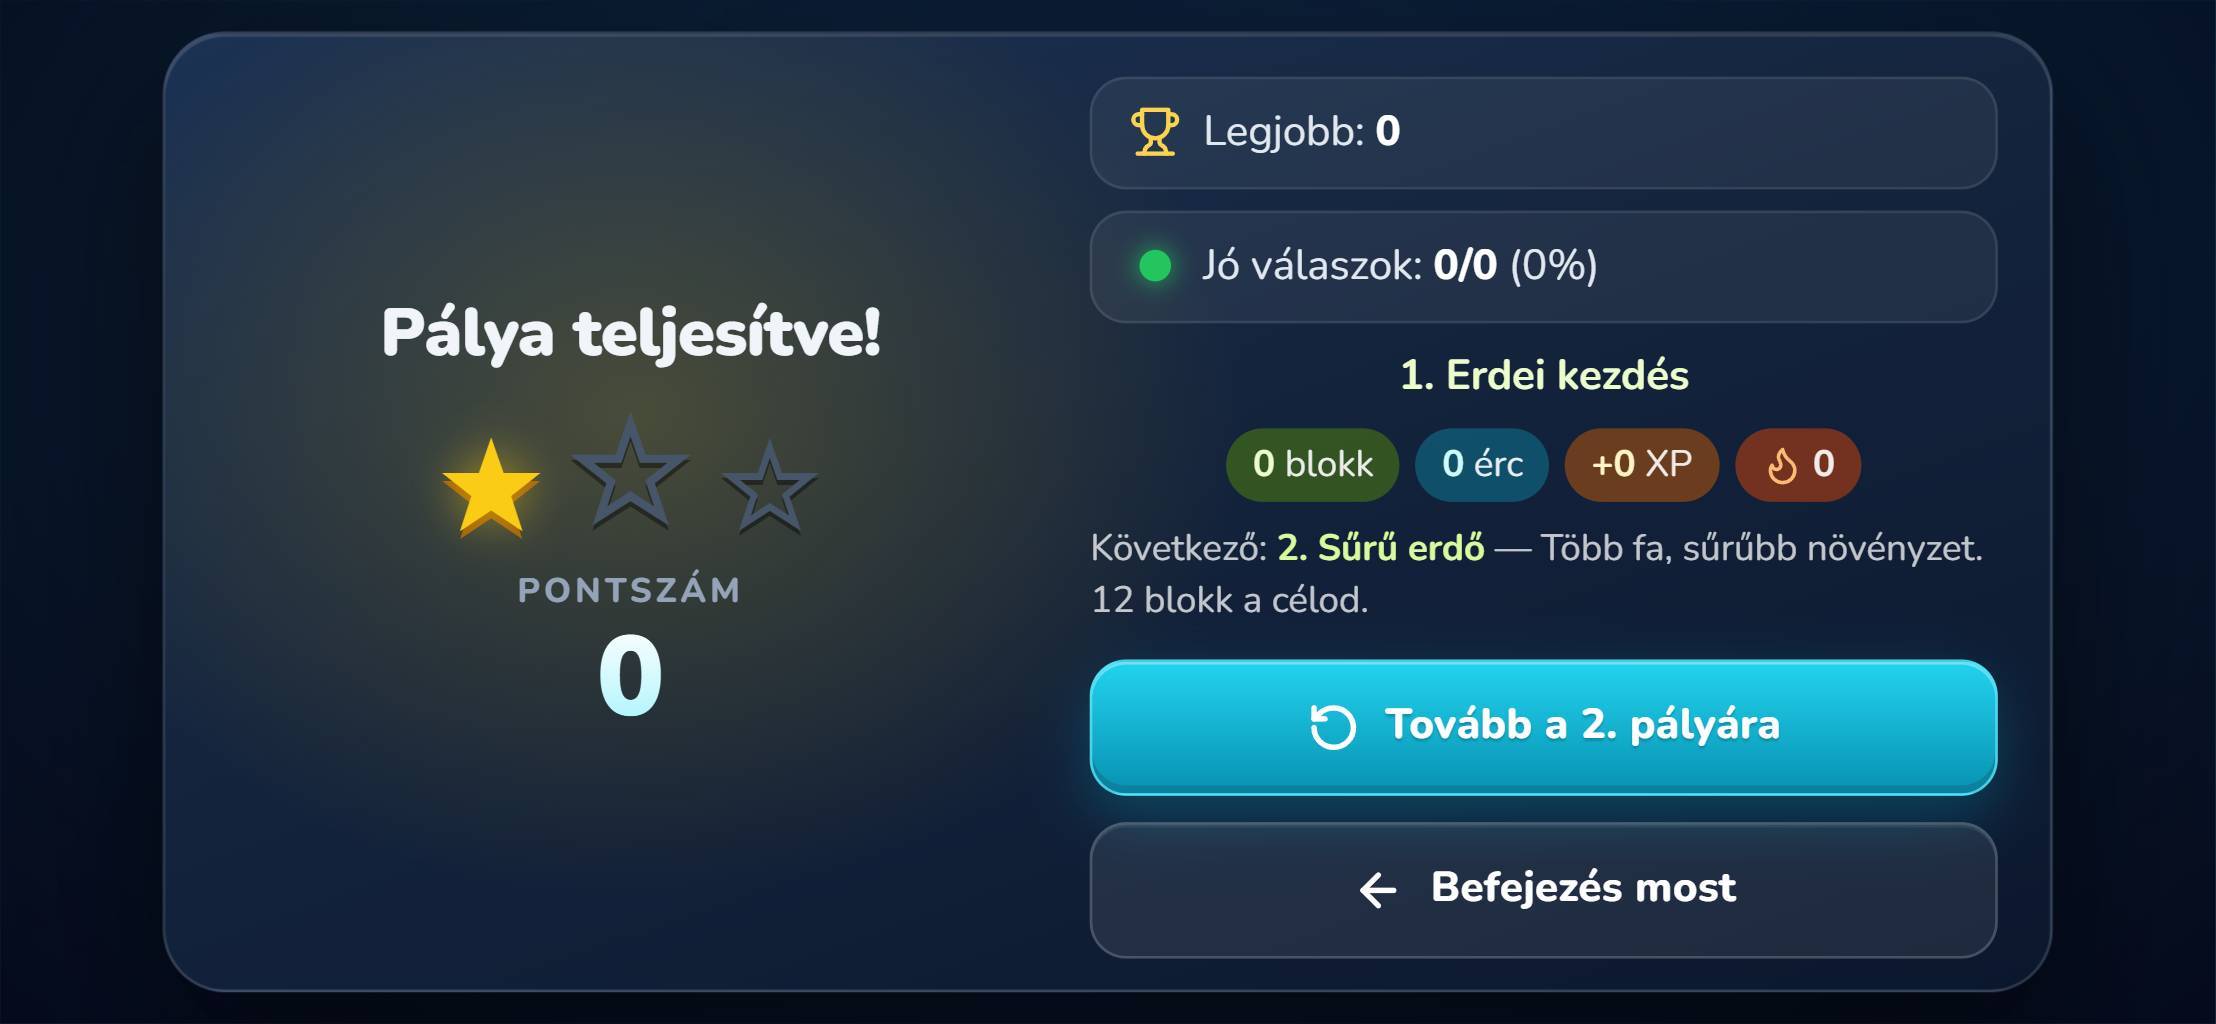 Pálya teljesítve!
PONTSZÁM
0
Legjobb: 0
Jó válaszok: 0/0 (0%)
1. Erdei kezdés
0 blokk 0 érc +0 XP 0
Következő: 2. Sűrű erdő — Több fa, sűrűbb növényzet.
12 blokk a célod.
Tovább a 2. pályára
Befejezés most